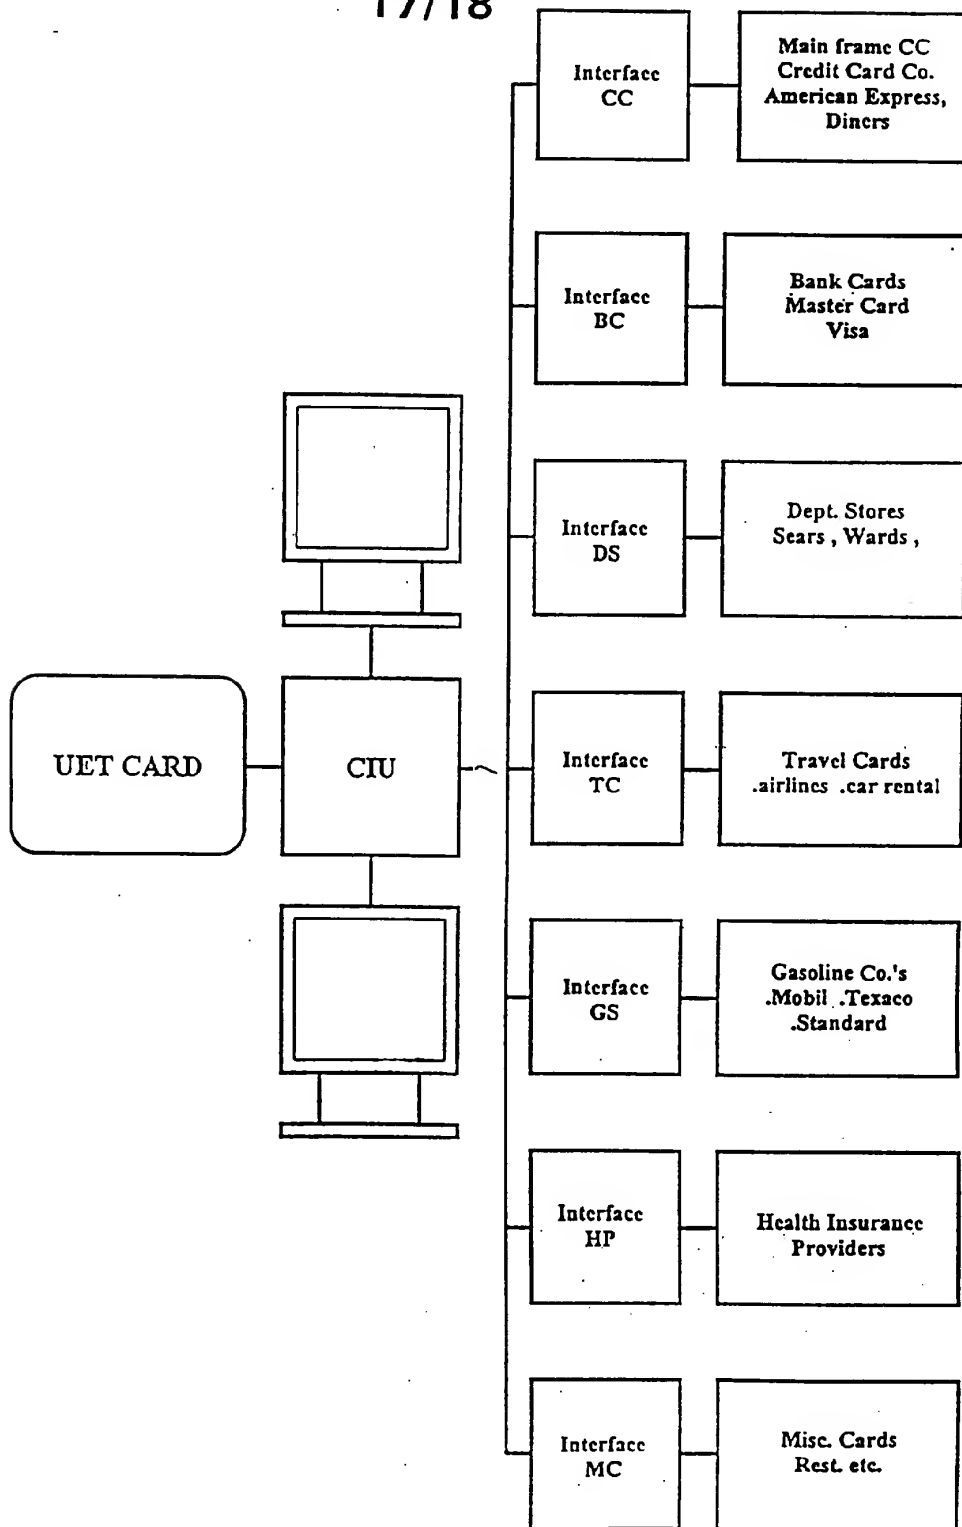 17/18
Interface
CC
Main frame CC
Credit Card Co.
American Express,
Diners
Interface
BC
Bank Cards
Master Card
Visa
Interface
DS
Dept. Stores
Sears , Wards ,
UET CARD
CIU
Interface
TC
Travel Cards
.airlines .car rental
Interface
GS
Gasoline Co.'s
.Mobil .Texaco
.Standard
Interface
HP
Health Insurance
Providers
Interface
MC
Misc. Cards
Rest. etc.